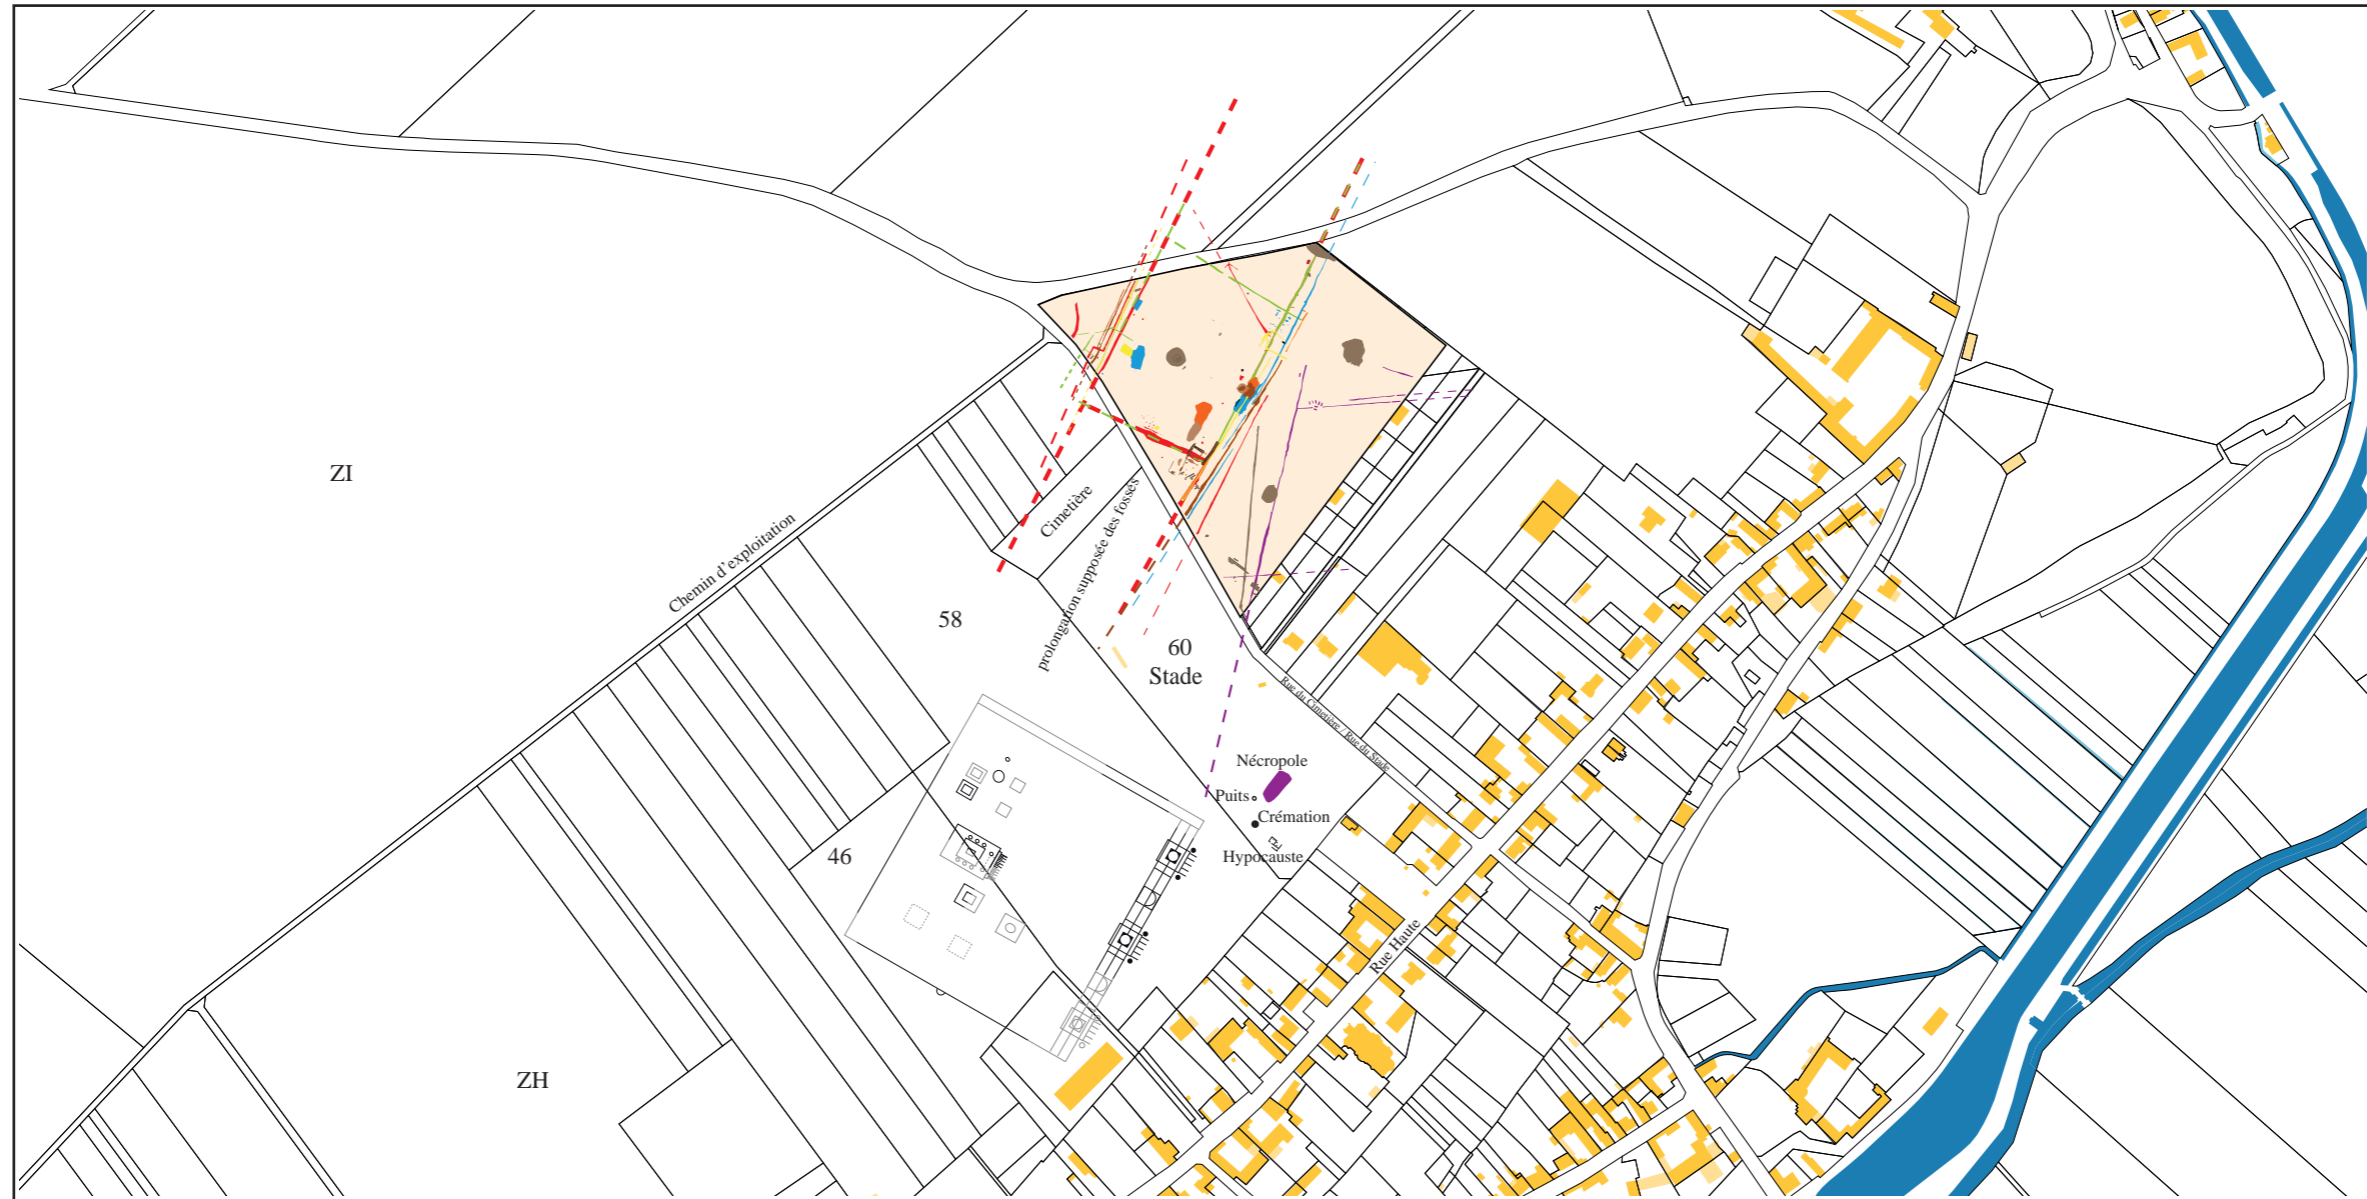 ZI
Cimetière
prolongation supposée des fossés
Chemin d'exploitation
58
60
Stade
Rue du Cimetière / Rue du Stade
Nécropole
Puits
Crémation
Hypocauste
46
Rue Haute
ZH